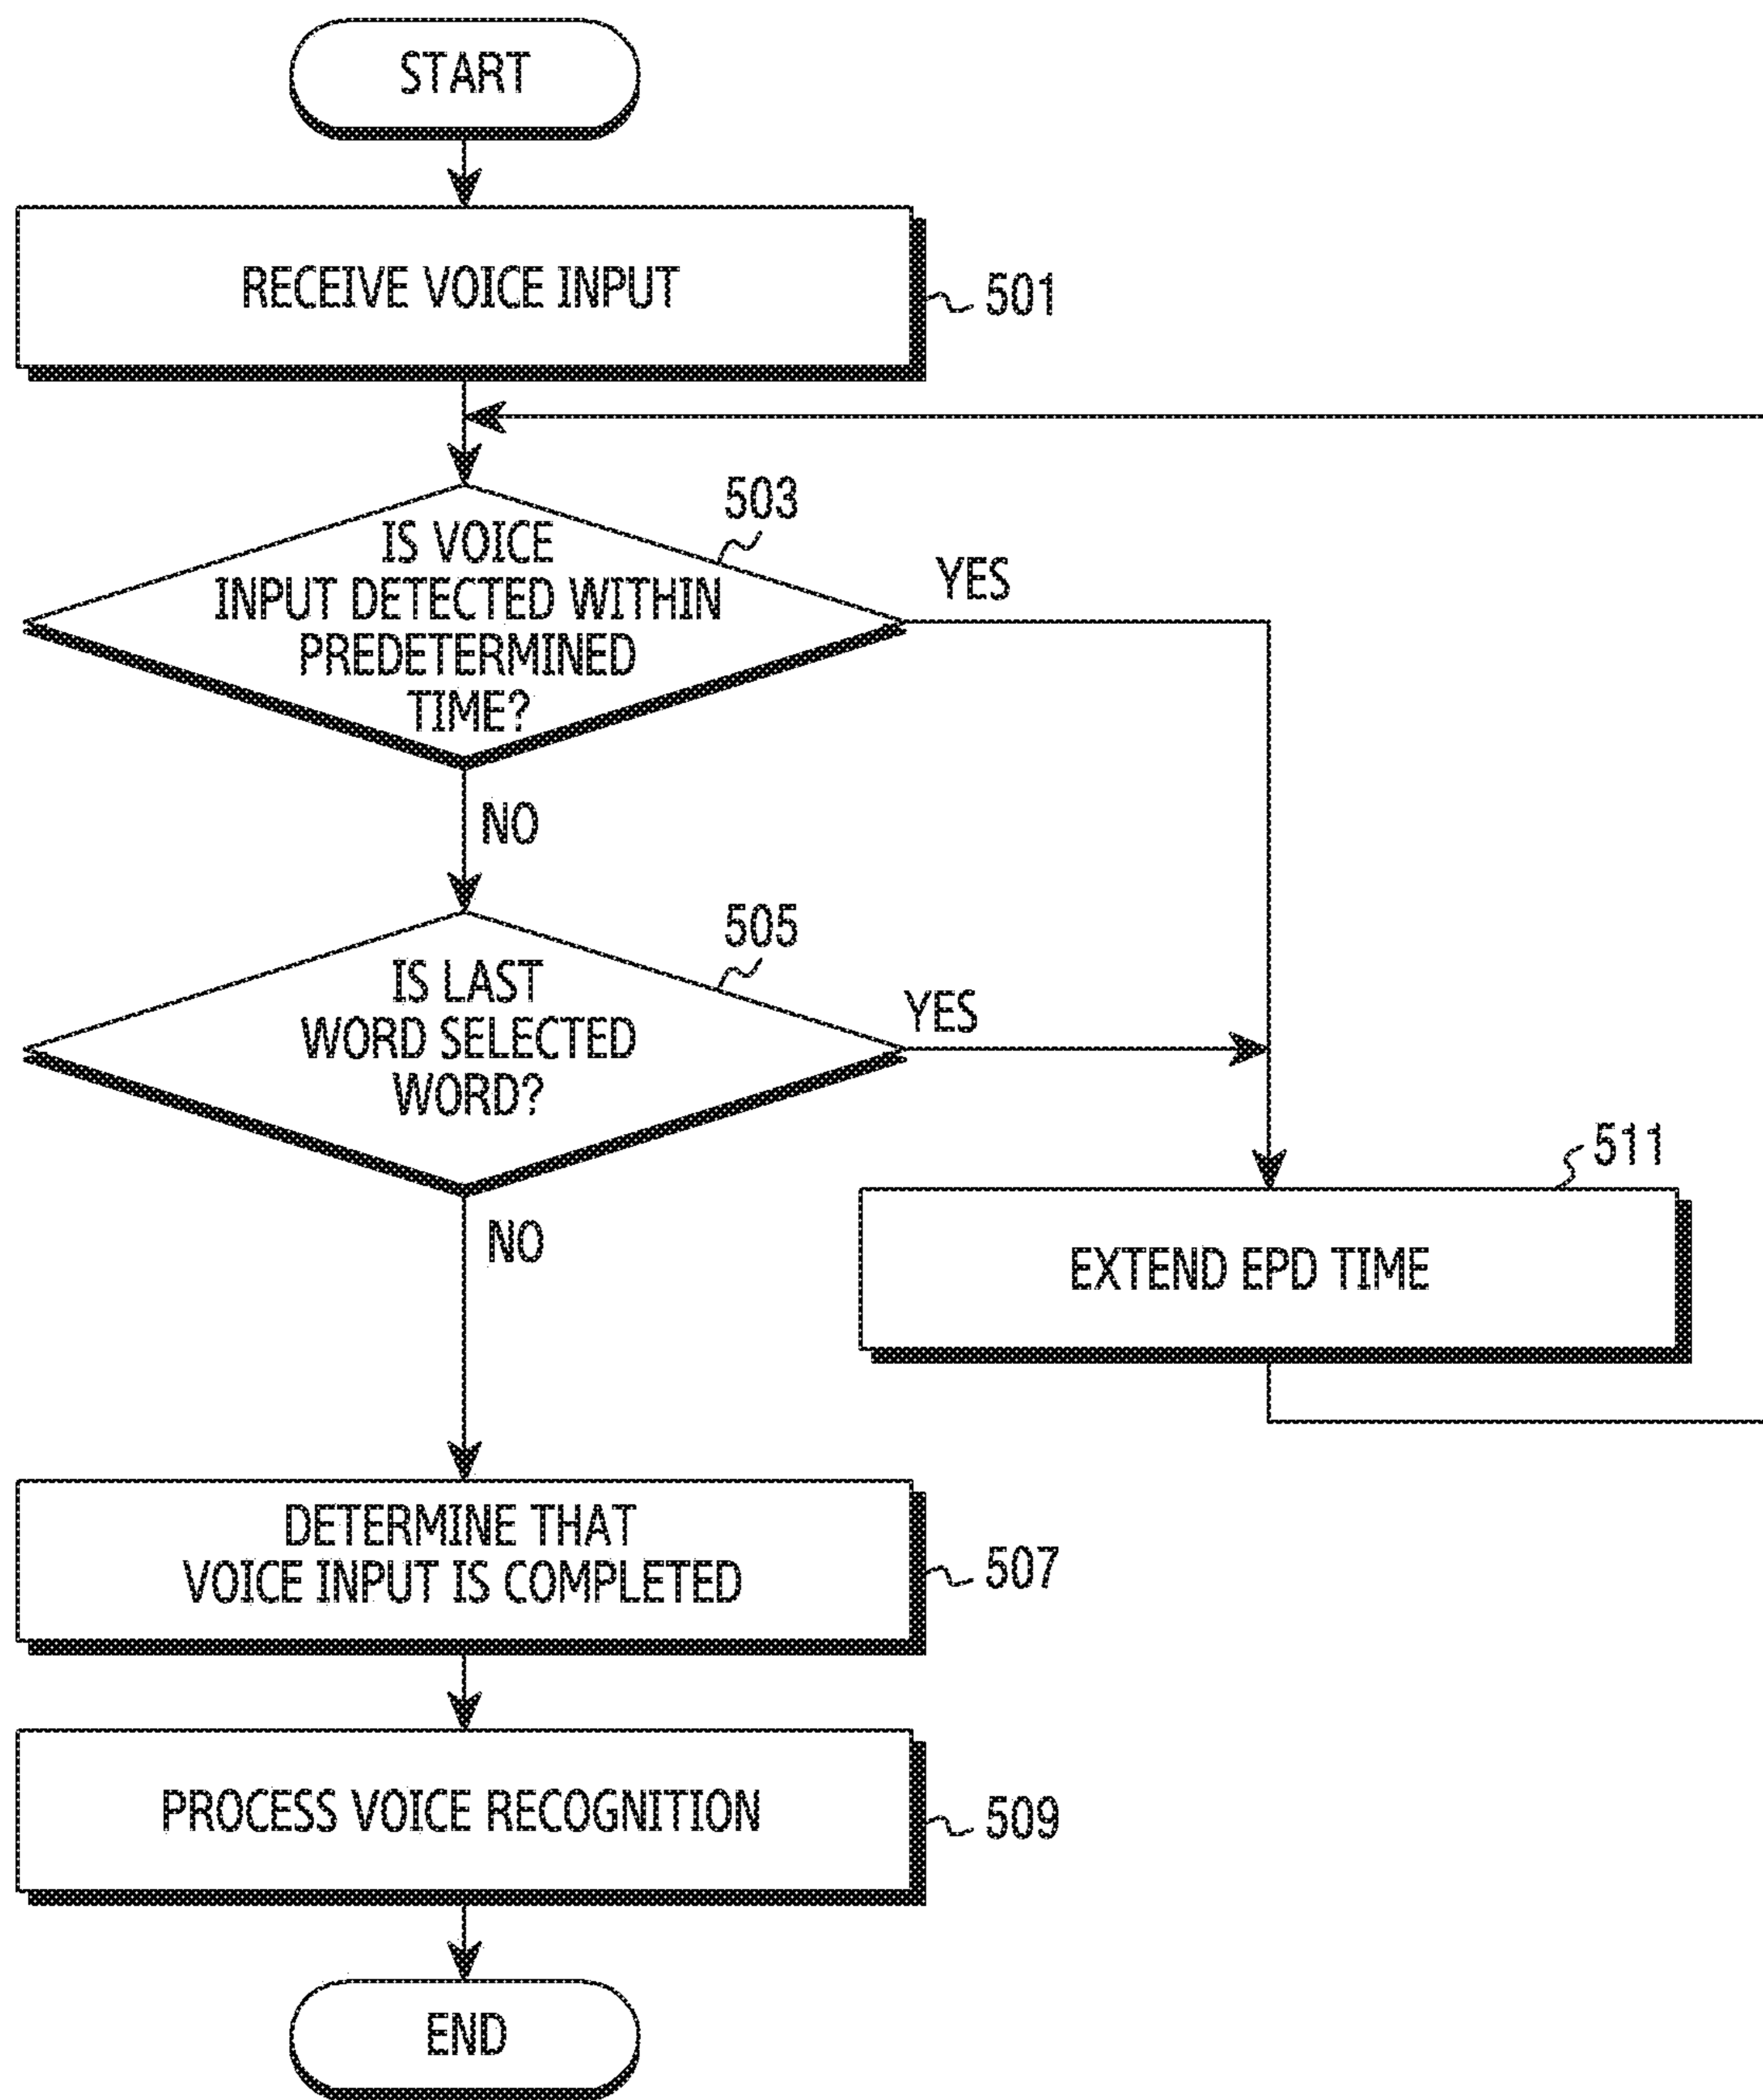 START
RECEIVE VOICE INPUT
501
503
IS VOICE
INPUT DETECTED WITHIN
PREDETERMINED
TIME?
YES
NO
505
IS LAST
WORD SELECTED
WORD?
YES
NO
511
EXTEND EPD TIME
DETERMINE THAT
VOICE INPUT IS COMPLETED
507
PROCESS VOICE RECOGNITION
509
END